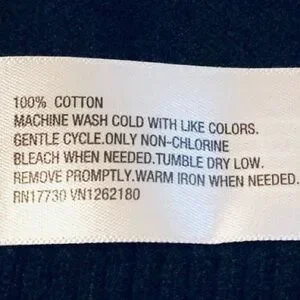 100% COTTON
MACHINE WASH COLD WITH LIKE COLORS.
GENTLE CYCLE.ONLY NON-CHLORINE
BLEACH WHEN NEEDED.TUMBLE DRY LOW.
REMOVE PROMPTLY.WARM IRON WHEN NEEDED.
RN17730 VN1262180